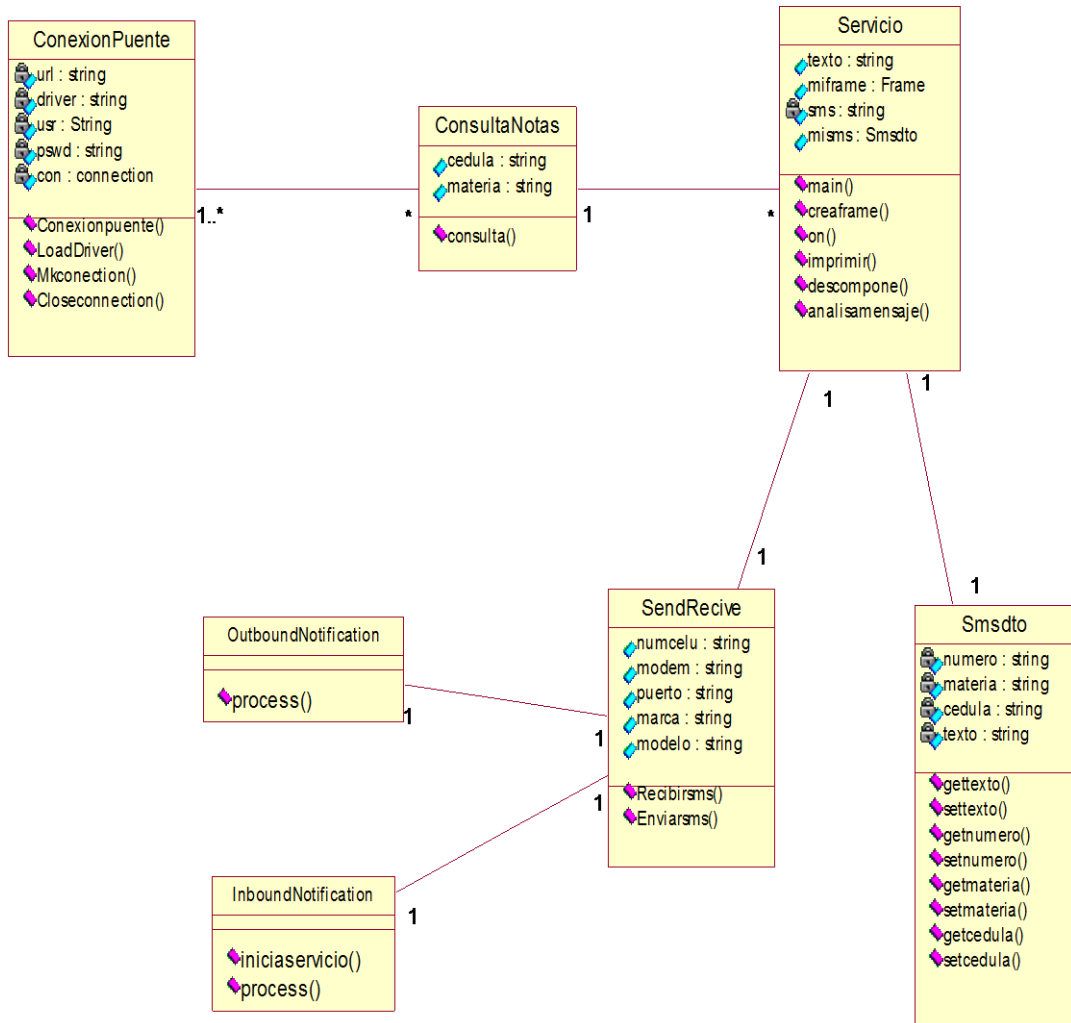 ConexionPuente
url : string
driver : string
usr : String
pswd : string
con : connection
Conexionpuente()
LoadDriver()
Mkconection()
Closeconnection()
1..*
*
ConsultaNotas
cedula : string
materia : string
consulta()
1
*
Servicio
texto : string
miframe : Frame
sms : string
misms : Smsdto
main()
creaframe()
on()
imprimir()
descompone()
analisamensaje()
1
1
1
1
OutboundNotification
process()
1
1
SendRecive
numcelu : string
modem : string
puerto : string
marca : string
modelo : string
Recibirsms()
Enviarsms()
1
1
InboundNotification
iniciaservicio()
process()
Smsdto
numero : string
materia : string
cedula : string
texto : string
gettexto()
settexto()
getnumero()
setnumero()
getmateria()
setmateria()
getcedula()
setcedula()